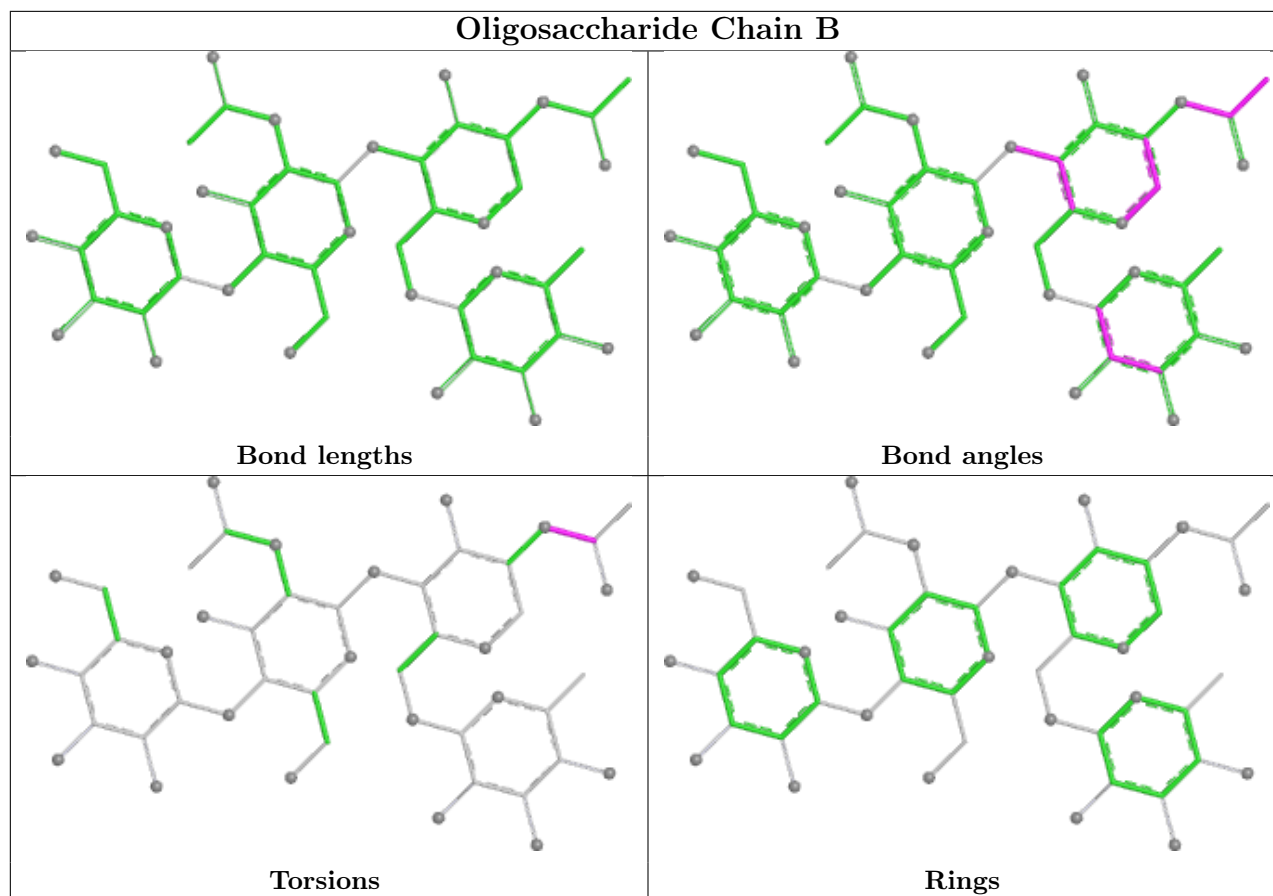 Oligosaccharide Chain B
Bond lengths
Bond angles
Torsions
Rings